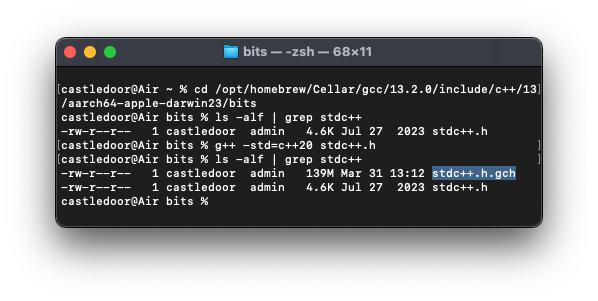 bits — -zsh — 68×11
[castledoor@Air ~ % cd /opt/homebrew/Cellar/gcc/13.2.0/include/c++/13]
/aarch64-apple-darwin23/bits
castledoor@Air bits % ls -alf | grep stdc++
-rw-r--r--   1 castledoor  admin   4.6K Jul 27  2023 stdc++.h
[castledoor@Air bits % g++ -std=c++20 stdc++.h                       ]
[castledoor@Air bits % ls -alf | grep stdc++                         ]
-rw-r--r--   1 castledoor  admin   139M Mar 31 13:12 stdc++.h.gch
-rw-r--r--   1 castledoor  admin   4.6K Jul 27  2023 stdc++.h
castledoor@Air bits %